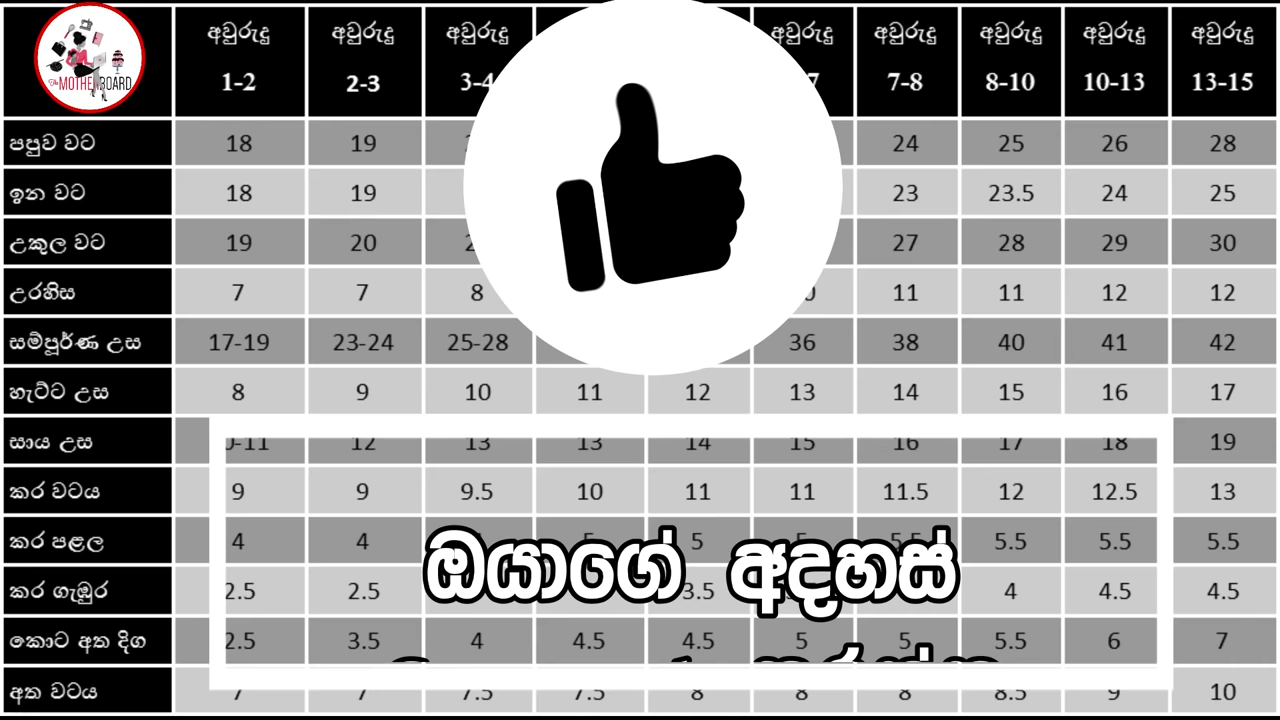 The MOTHERBOARD
අවුරුදු අවුරුදු අවුරුදු අවුරුදු අවුරුදු අවුරුදු අවුරුදු අවුරුදු
1-2 2-3 3-4 7-8 8-10 10-13 13-15
පපුව වට 18 19 24 25 26 28
ඉන වට 18 19 23 23.5 24 25
උකුල වට 19 20 27 28 29 30
උරහිස 7 7 8 11 11 12 12
සම්පූර්ණ උස 17-19 23-24 25-28 36 38 40 41 42
හැට්ට උස 8 9 10 11 12 13 14 15 16 17
සාය උස 12 13 13 14 15 16 17 18 19
කර වටය 9 9 9.5 10 11 11 11.5 12 12.5 13
කර පළල 4 4 5 5 5.5 5.5 5.5 5.5
කර ගැඹුර 2.5 2.5 3.5 4 4.5 4.5
කොට අත දිග 2.5 3.5 4 4.5 4.5 5 5 5.5 6 7
අත වටය 7 7 7.5 7.5 8 8 8 8.5 9 10
ඔයාගේ අදහස්